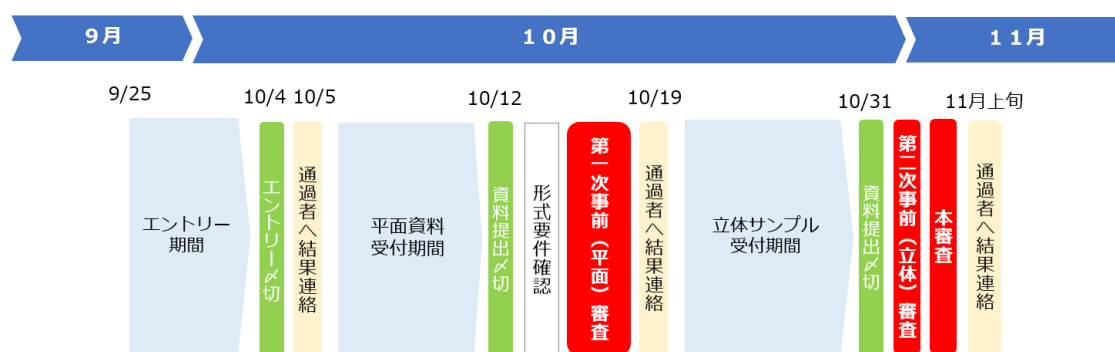 ９月
１０月
１１月
9/25
10/4
10/5
10/12
10/19
10/31
11月上旬
エントリー
期間
エントリー〆切
通過者へ結果連絡
平面資料
受付期間
資料提出〆切
形式要件確認
第一次事前（平面）審査
通過者へ結果連絡
立体サンプル
受付期間
資料提出〆切
第二次事前（立体）審査
本審査
通過者へ結果連絡